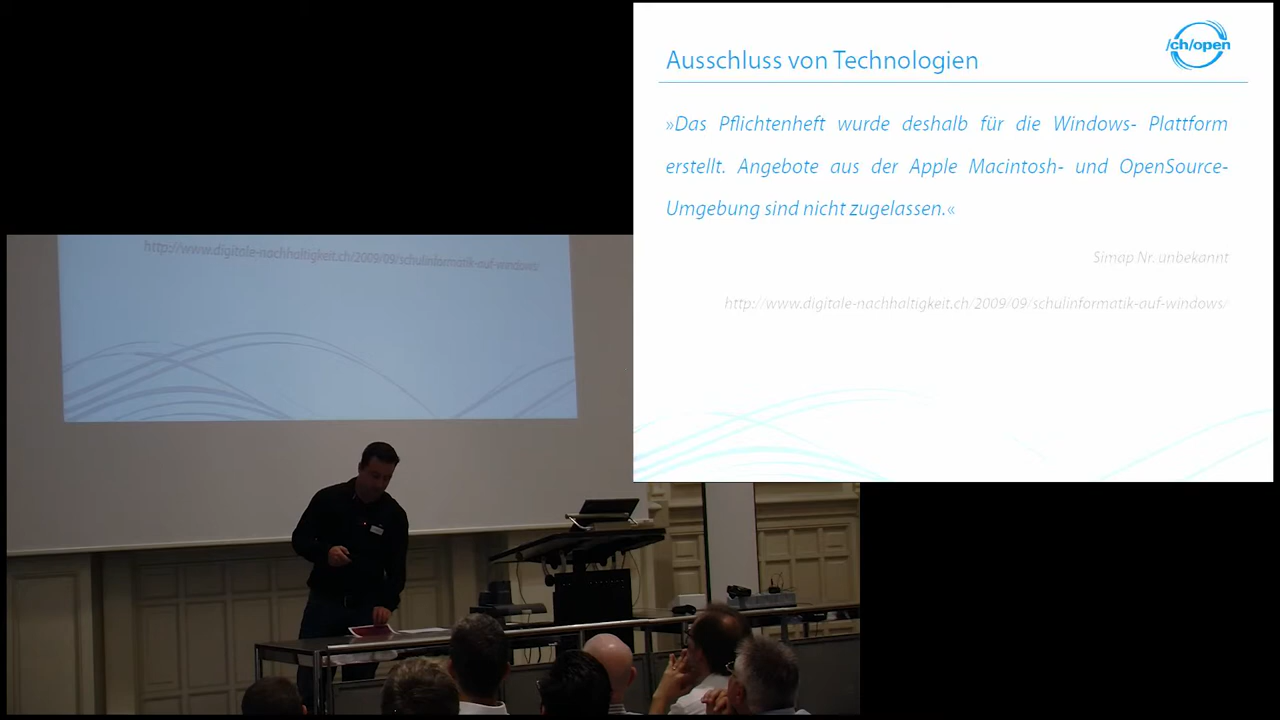 /ch/open
Ausschluss von Technologien
»Das Pflichtenheft wurde deshalb für die Windows- Plattform
erstellt. Angebote aus der Apple Macintosh- und OpenSource-
Umgebung sind nicht zugelassen.«
Simap Nr. unbekannt
http://www.digitale-nachhaltigkeit.ch/2009/09/schulinformatik-auf-windows/
http://www.digitale-nachhaltigkeit.ch/2009/09/schulinformatik-auf-windows/